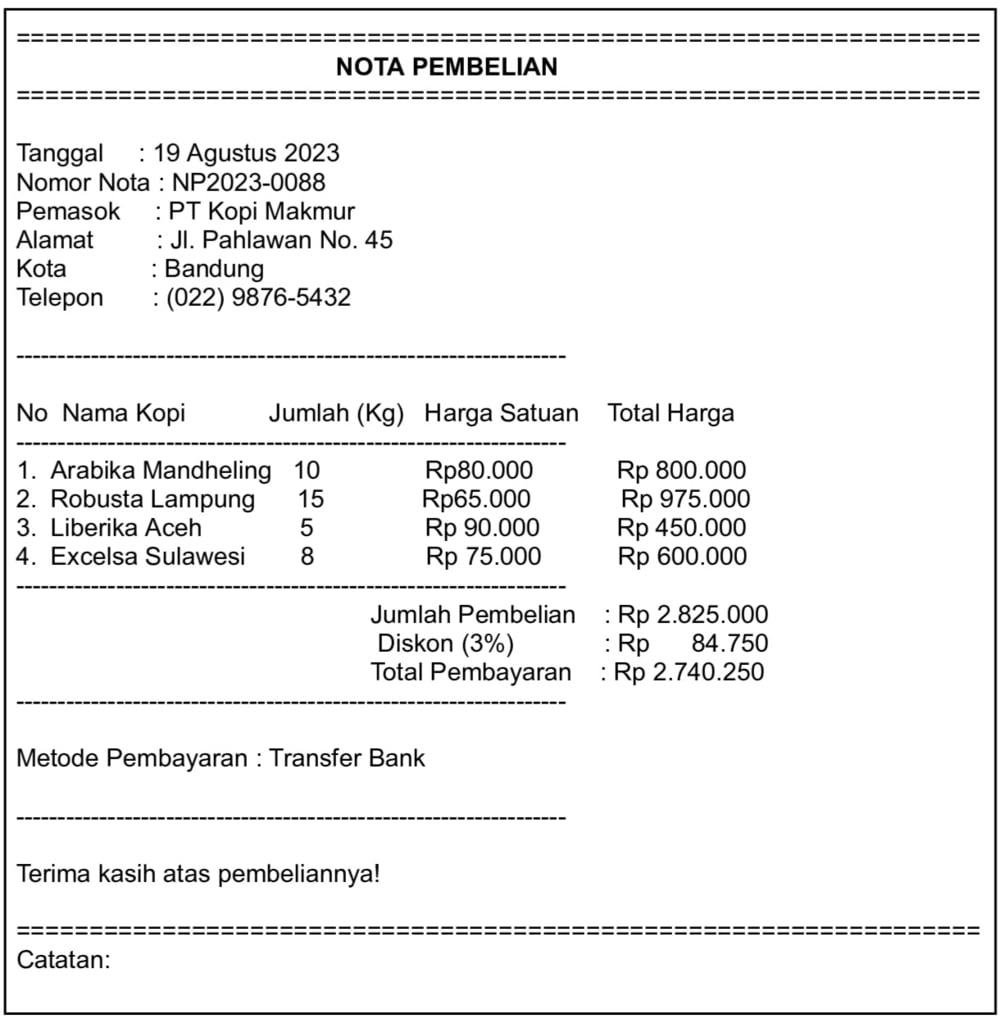 ====================================================================
NOTA PEMBELIAN
====================================================================
Tanggal : 19 Agustus 2023
Nomor Nota : NP2023-0088
Pemasok : PT Kopi Makmur
Alamat : Jl. Pahlawan No. 45
Kota : Bandung
Telepon : (022) 9876-5432
------------------------------------------------------------------
No Nama Kopi Jumlah (Kg) Harga Satuan Total Harga
------------------------------------------------------------------
1. Arabika Mandheling 10 Rp80.000 Rp 800.000
2. Robusta Lampung 15 Rp65.000 Rp 975.000
3. Liberika Aceh 5 Rp 90.000 Rp 450.000
4. Excelsa Sulawesi 8 Rp 75.000 Rp 600.000
------------------------------------------------------------------
Jumlah Pembelian : Rp 2.825.000
Diskon (3%) : Rp 84.750
Total Pembayaran : Rp 2.740.250
------------------------------------------------------------------
Metode Pembayaran : Transfer Bank
------------------------------------------------------------------
Terima kasih atas pembeliannya!
====================================================================
Catatan: